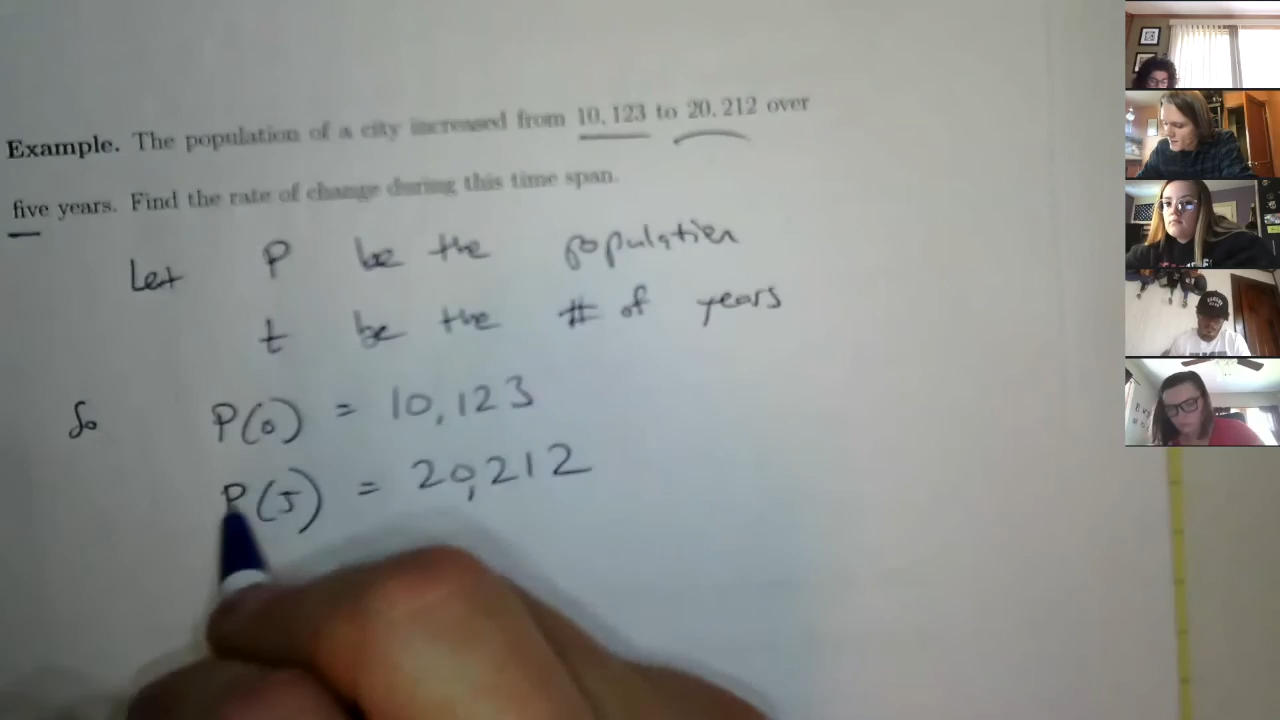 Example. The population of a city increased from 10,123 to 20,212 over
five years. Find the rate of change during this time span.
Let P be the population
t be the # of years
So P(0) = 10,123
P(5) = 20,212